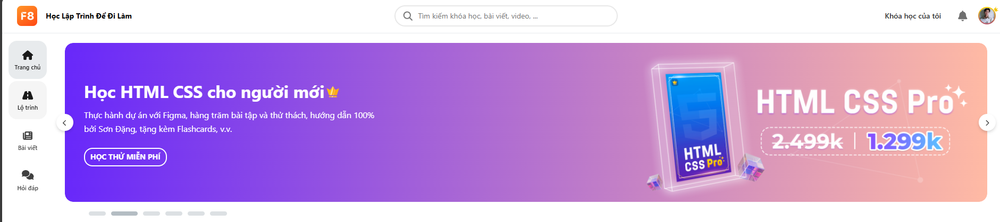 F8 Học Lập Trình Để Đi Làm
Tìm kiếm khóa học, bài viết, video, ...
Khóa học của tôi
Trang chủ
Lộ trình
Bài viết
Hỏi đáp
Học HTML CSS cho người mới
Thực hành dự án với Figma, hàng trăm bài tập và thử thách, hướng dẫn 100%
bởi Sơn Đặng, tặng kèm Flashcards, v.v.
HỌC THỬ MIỄN PHÍ
HTML
CSS Pro
HTML CSS Pro
2.499k | 1.299k